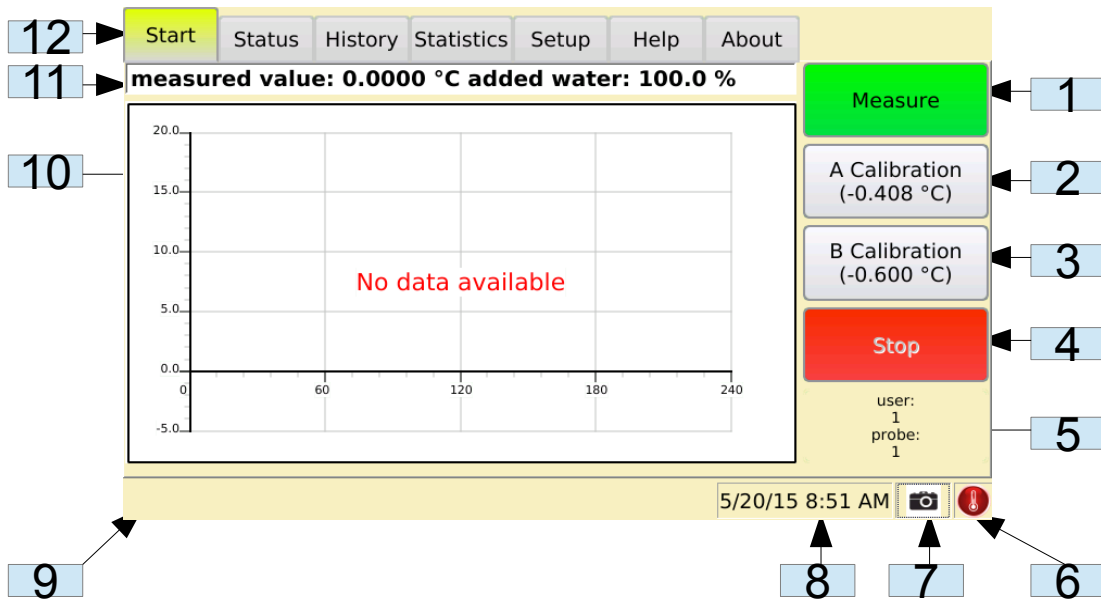 12
Start Status History Statistics Setup Help About
11
measured value: 0.0000 °C added water: 100.0 %
1
Measure
10
20.0
15.0
10.0
5.0
0.0
-5.0
0 60 120 180 240
No data available
2
A Calibration
(-0.408 °C)
3
B Calibration
(-0.600 °C)
4
Stop
5
user:
1
probe:
1
5/20/15 8:51 AM
9
8
7
6